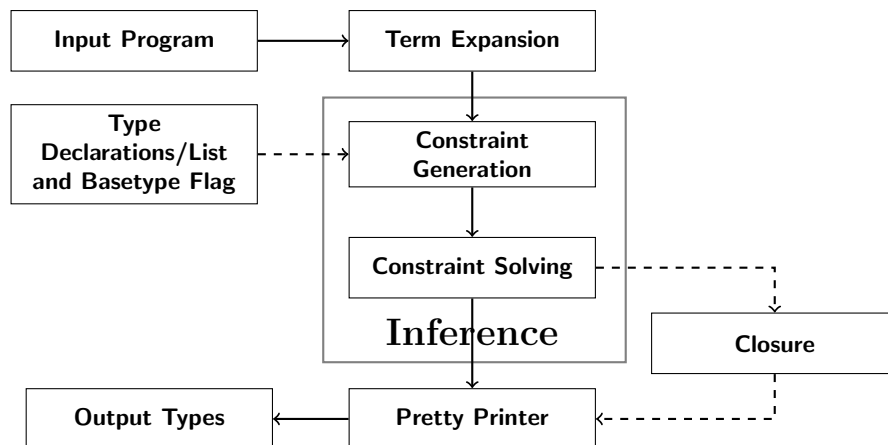 Input Program
Term Expansion
Type
Declarations/List
and Basetype Flag
Constraint
Generation
Constraint Solving
Inference
Closure
Output Types
Pretty Printer